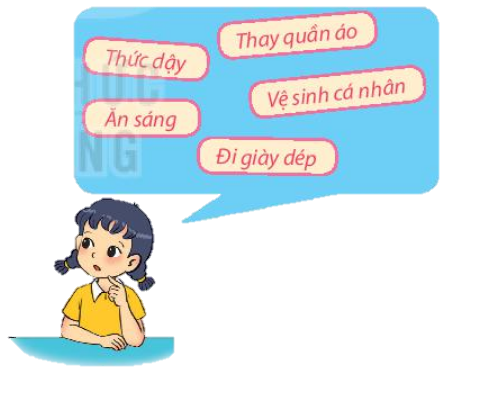 Thay quần áo
Thức dậy
Vệ sinh cá nhân
Ăn sáng
Đi giày dép